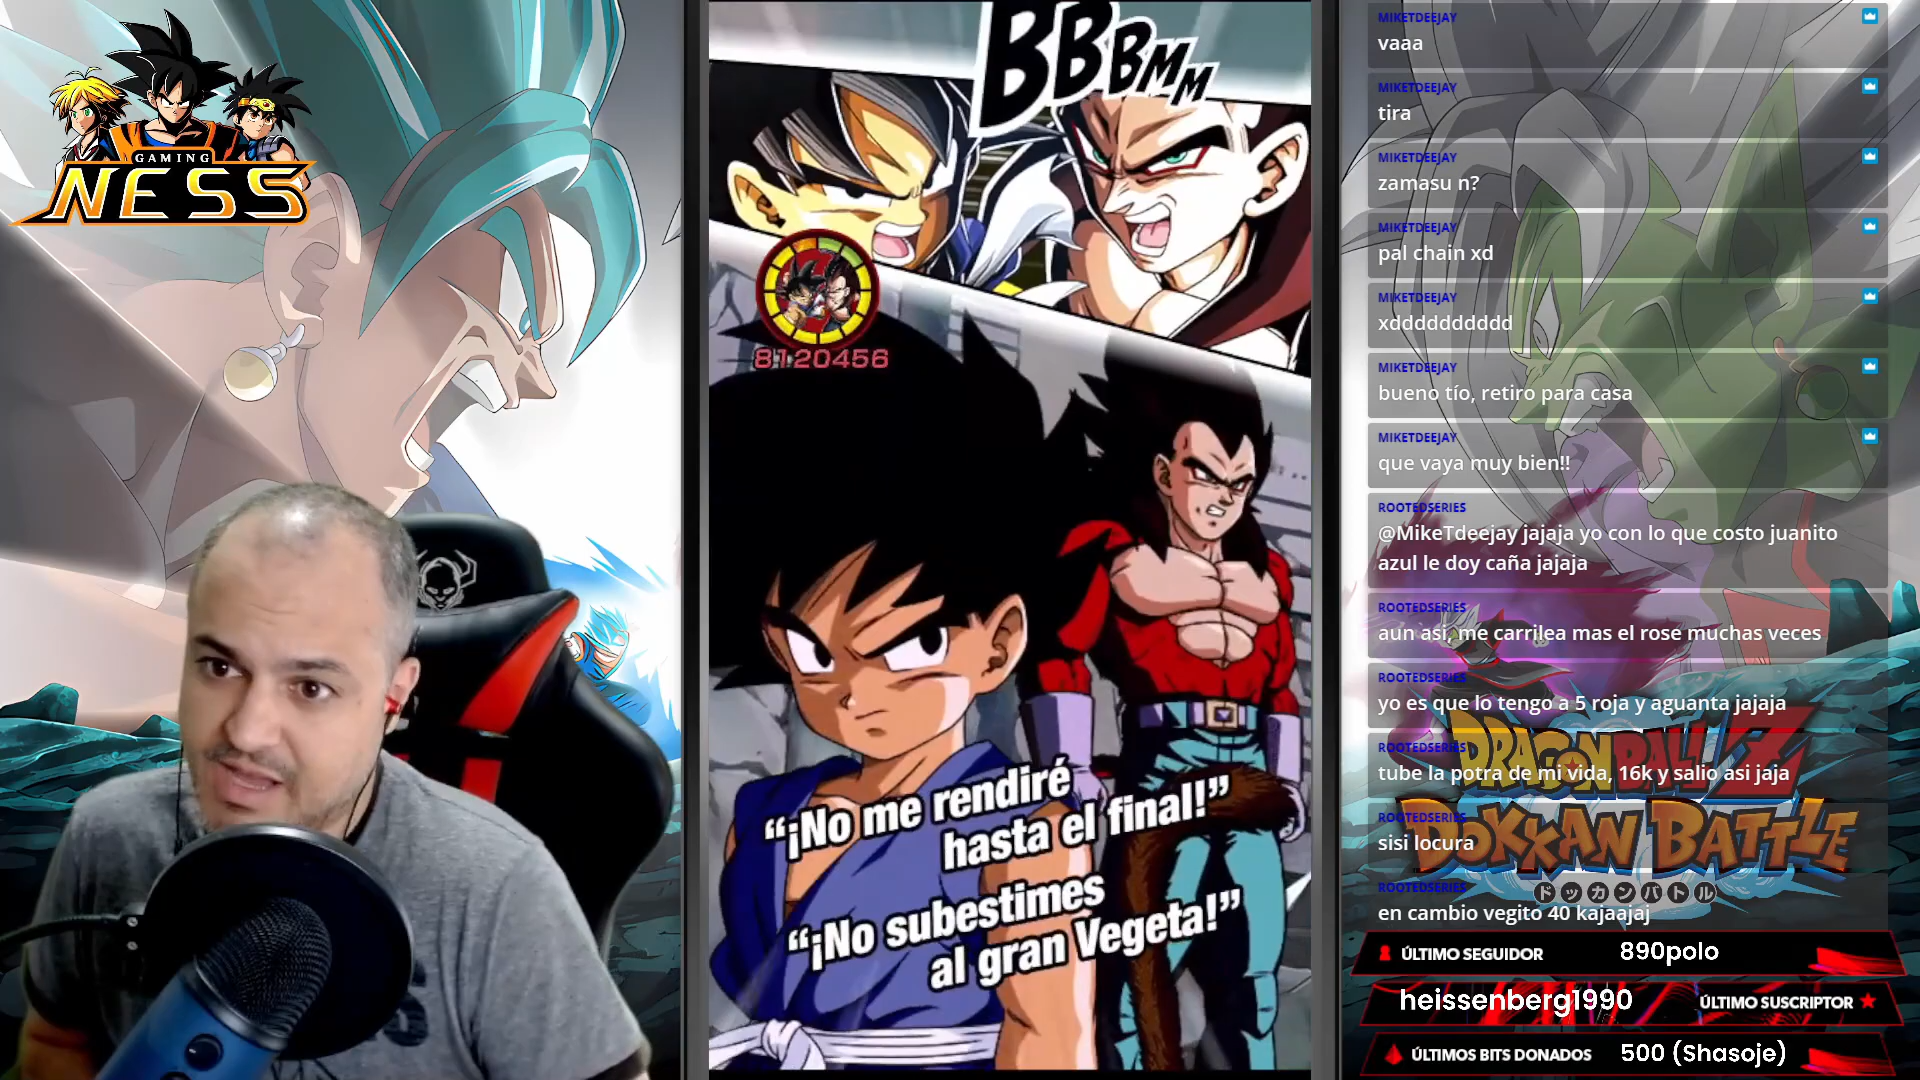 GAMING
NESS
BBBMM
8120456
“¡No me rendiré
hasta el final!”
“¡No subestimes
al gran Vegeta!”
MIKETDEEJAY
vaaa
MIKETDEEJAY
tira
MIKETDEEJAY
zamasu n?
MIKETDEEJAY
pal chain xd
MIKETDEEJAY
xdddddddddd
MIKETDEEJAY
bueno tío, retiro para casa
MIKETDEEJAY
que vaya muy bien!!
ROOTEDSERIES
@MikeTdeejay jajaja yo con lo que costo juanito
azul le doy caña jajaja
ROOTEDSERIES
aun asi, me carrilea mas el rose muchas veces
ROOTEDSERIES
yo es que lo tengo a 5 roja y aguanta jajaja
ROOTEDSERIES
tube la potra de mi vida, 16k y salio asi jaja
ROOTEDSERIES
sisi locura
ROOTEDSERIES
en cambio vegito 40 kajaajaj
DRAGON BALL Z
DOKKAN BATTLE
ドッカンバトル
ÚLTIMO SEGUIDOR 890polo
heissenberg1990 ÚLTIMO SUSCRIPTOR
ÚLTIMOS BITS DONADOS 500 (Shasoje)